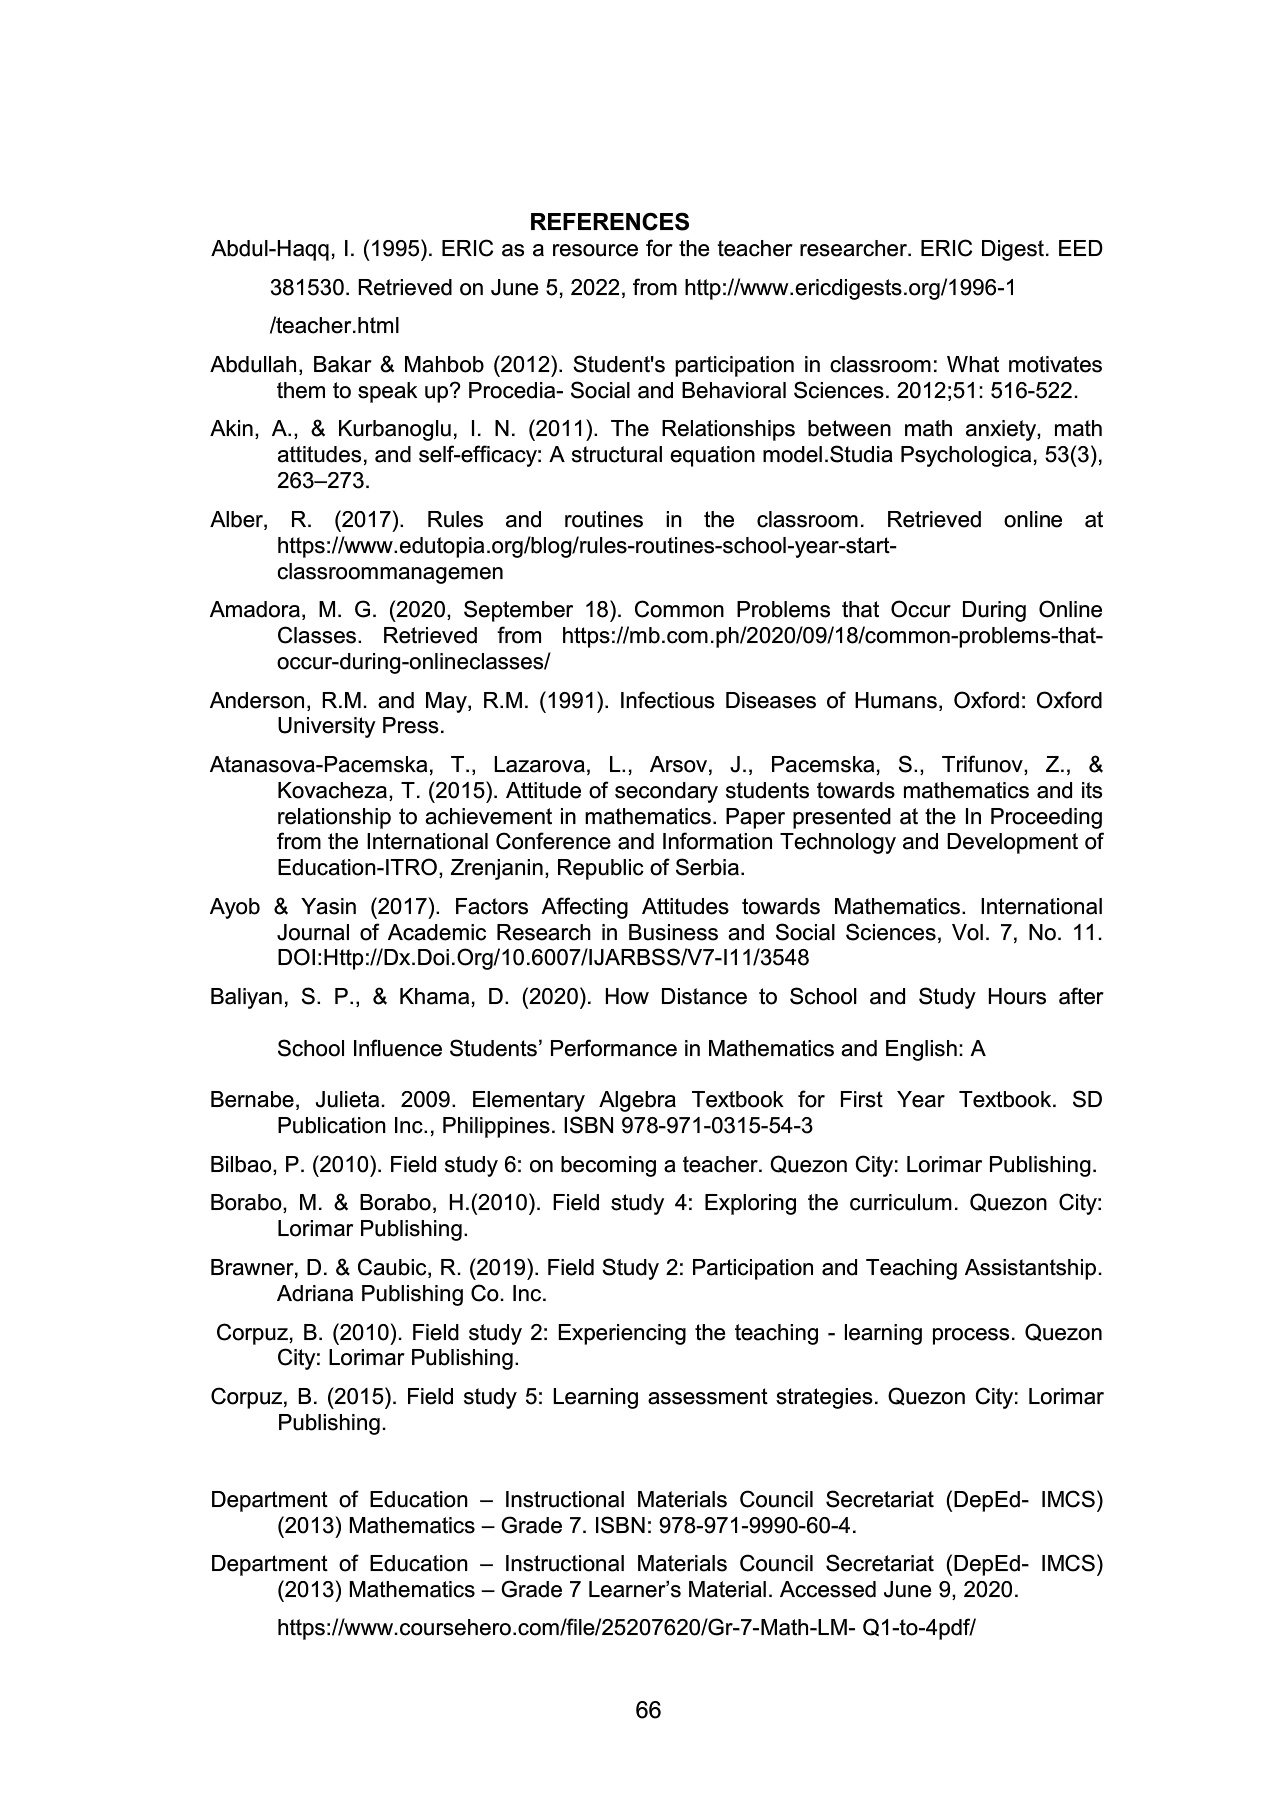 REFERENCES
Abdul-Haqq, I. (1995). ERIC as a resource for the teacher researcher. ERIC Digest. EED
381530. Retrieved on June 5, 2022, from http://www.ericdigests.org/1996-1
/teacher.html
Abdullah, Bakar & Mahbob (2012). Student's participation in classroom: What motivates
them to speak up? Procedia- Social and Behavioral Sciences. 2012;51: 516-522.
Akin, A., & Kurbanoglu, I. N. (2011). The Relationships between math anxiety, math
attitudes, and self-efficacy: A structural equation model.Studia Psychologica, 53(3),
263–273.
Alber, R. (2017). Rules and routines in the classroom. Retrieved online at
https://www.edutopia.org/blog/rules-routines-school-year-start-
classroommanagemen
Amadora, M. G. (2020, September 18). Common Problems that Occur During Online
Classes. Retrieved from https://mb.com.ph/2020/09/18/common-problems-that-
occur-during-onlineclasses/
Anderson, R.M. and May, R.M. (1991). Infectious Diseases of Humans, Oxford: Oxford
University Press.
Atanasova-Pacemska, T., Lazarova, L., Arsov, J., Pacemska, S., Trifunov, Z., &
Kovacheza, T. (2015). Attitude of secondary students towards mathematics and its
relationship to achievement in mathematics. Paper presented at the In Proceeding
from the International Conference and Information Technology and Development of
Education-ITRO, Zrenjanin, Republic of Serbia.
Ayob & Yasin (2017). Factors Affecting Attitudes towards Mathematics. International
Journal of Academic Research in Business and Social Sciences, Vol. 7, No. 11.
DOI:Http://Dx.Doi.Org/10.6007/IJARBSS/V7-I11/3548
Baliyan, S. P., & Khama, D. (2020). How Distance to School and Study Hours after
School Influence Students’ Performance in Mathematics and English: A
Bernabe, Julieta. 2009. Elementary Algebra Textbook for First Year Textbook. SD
Publication Inc., Philippines. ISBN 978-971-0315-54-3
Bilbao, P. (2010). Field study 6: on becoming a teacher. Quezon City: Lorimar Publishing.
Borabo, M. & Borabo, H.(2010). Field study 4: Exploring the curriculum. Quezon City:
Lorimar Publishing.
Brawner, D. & Caubic, R. (2019). Field Study 2: Participation and Teaching Assistantship.
Adriana Publishing Co. Inc.
Corpuz, B. (2010). Field study 2: Experiencing the teaching - learning process. Quezon
City: Lorimar Publishing.
Corpuz, B. (2015). Field study 5: Learning assessment strategies. Quezon City: Lorimar
Publishing.
Department of Education – Instructional Materials Council Secretariat (DepEd- IMCS)
(2013) Mathematics – Grade 7. ISBN: 978-971-9990-60-4.
Department of Education – Instructional Materials Council Secretariat (DepEd- IMCS)
(2013) Mathematics – Grade 7 Learner’s Material. Accessed June 9, 2020.
https://www.coursehero.com/file/25207620/Gr-7-Math-LM- Q1-to-4pdf/
66